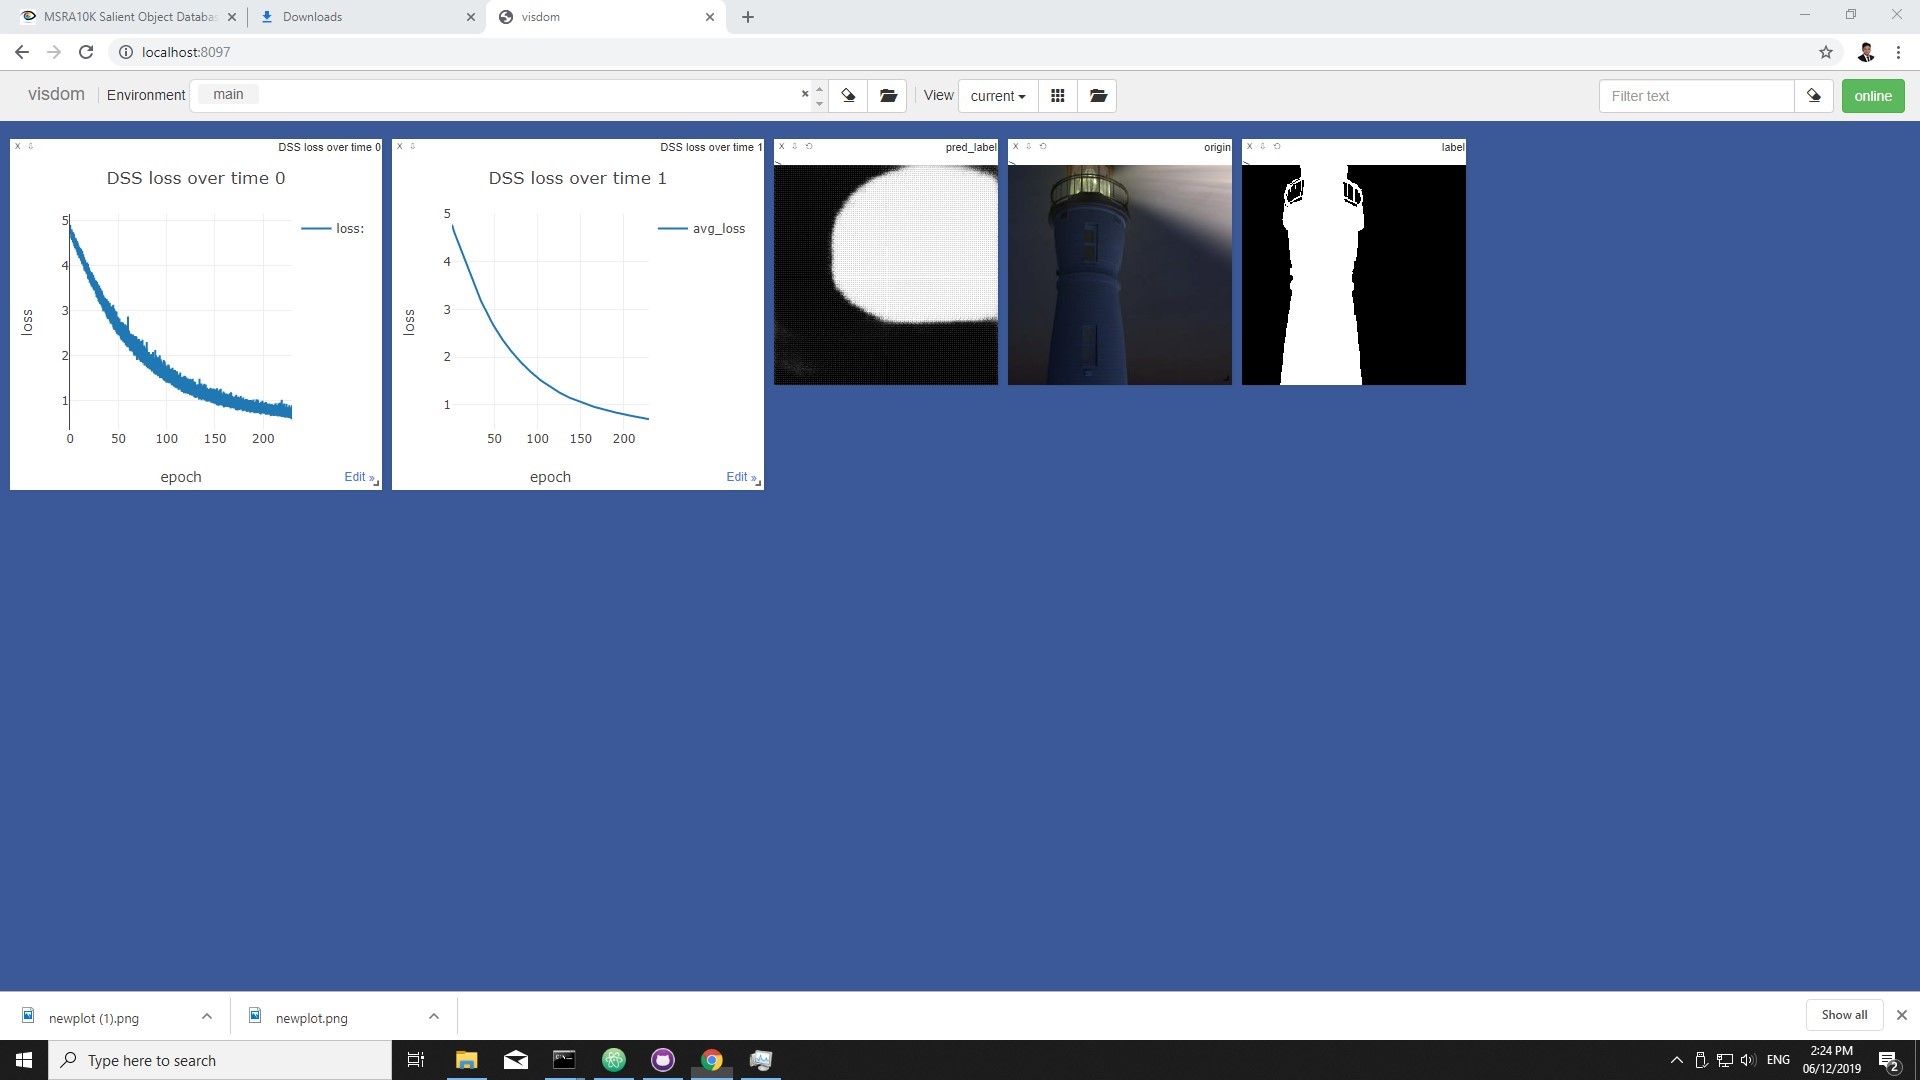 MSRA10K Salient Object Databa
Downloads
visdom
localhost:8097
visdom
Environment
main
View
current
Filter text
online
X
DSS loss over time 0
DSS loss over time 0
5
4
3
2
1
loss
0 50 100 150 200
epoch
loss:
Edit »
X
DSS loss over time 1
DSS loss over time 1
5
4
3
2
1
loss
50 100 150 200
epoch
avg_loss
Edit »
X
pred_label
X
origin
X
label
newplot (1).png
newplot.png
Show all
Type here to search
ENG
2:24 PM
06/12/2019
2